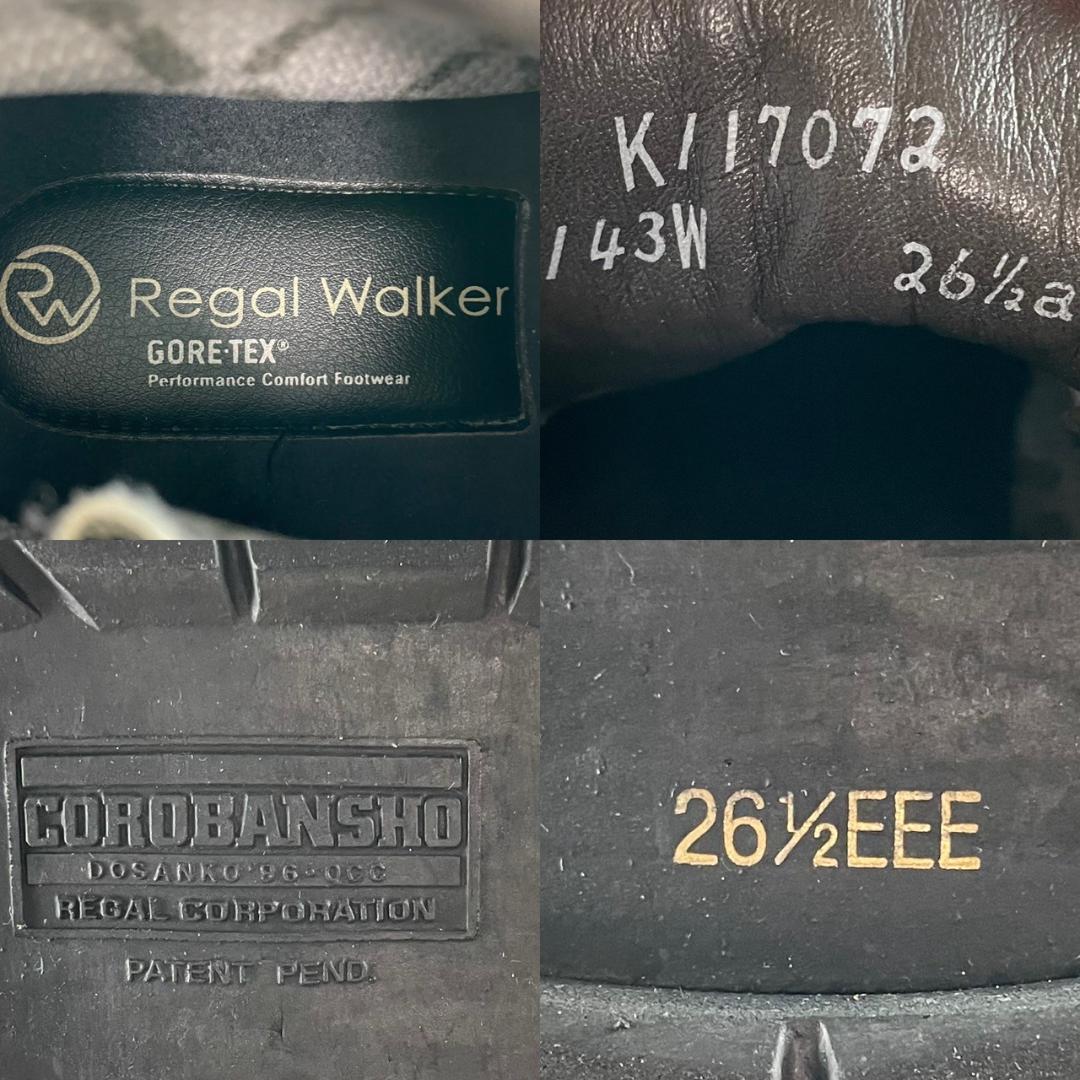 RW
Regal Walker
GORE-TEX®
Performance Comfort Footwear
K117072
143W
26½a
COROBANSHO
DOSANKO'96-OCC
REGAL CORPORATION
PATENT PEND.
26½EEE